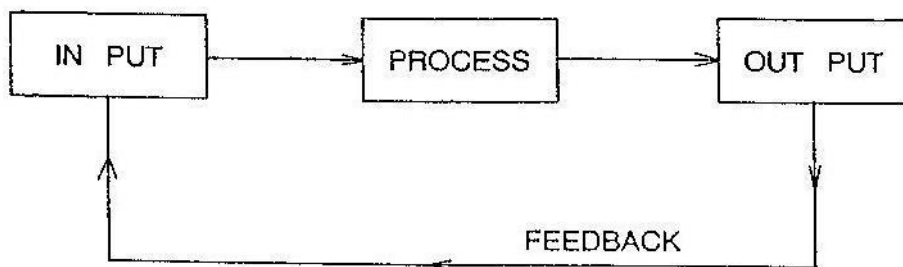 IN PUT
PROCESS
OUT PUT
FEEDBACK